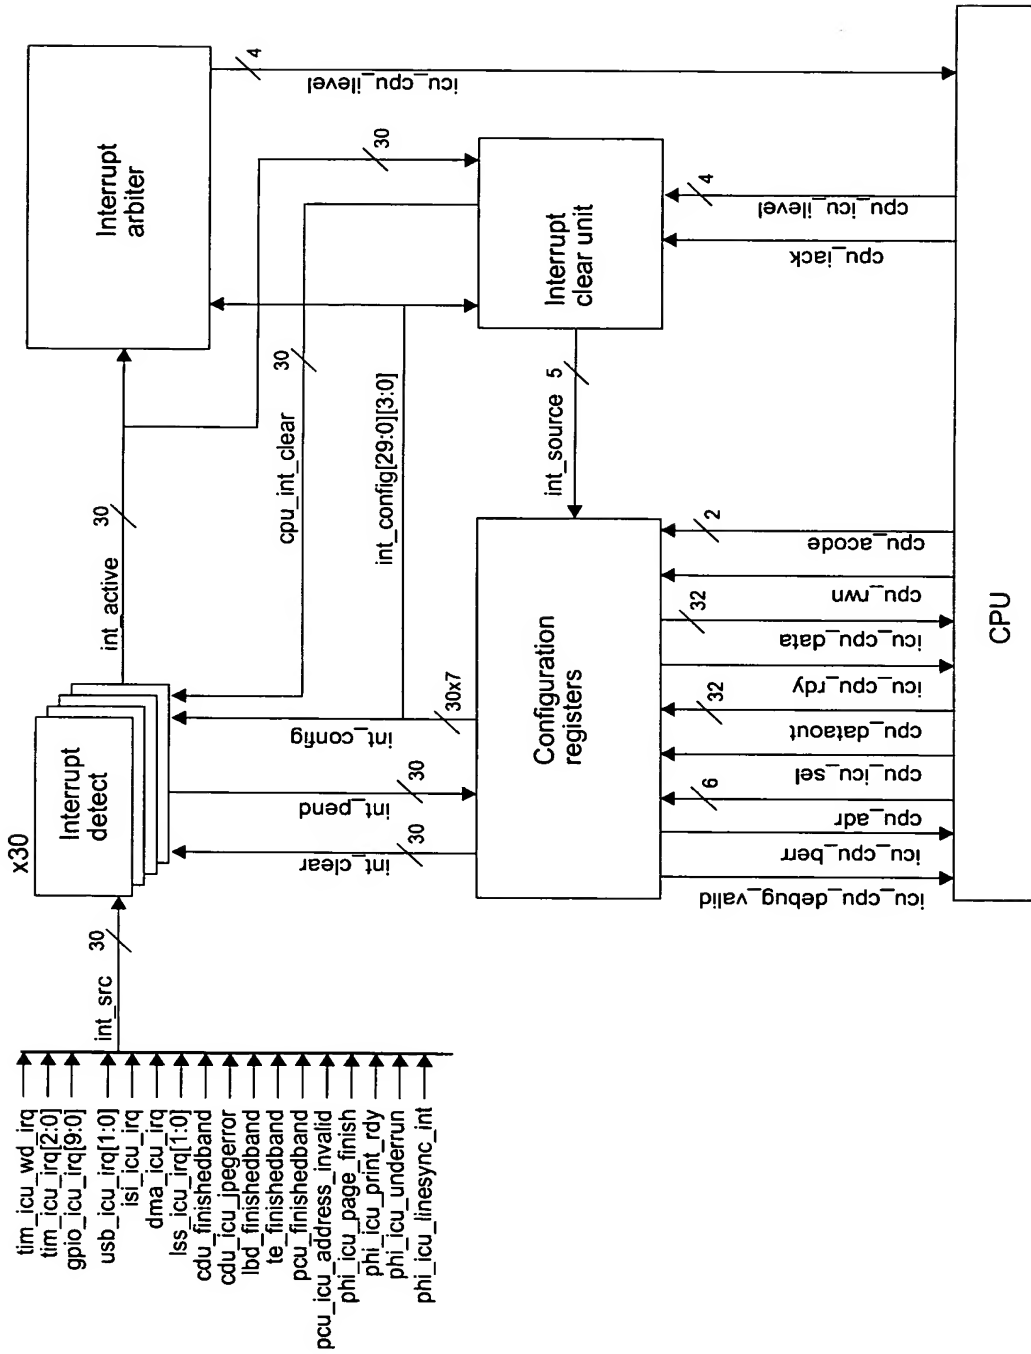 tim_icu_wd_irq
tim_icu_irq[2:0]
gpio_icu_irq[9:0]
usb_icu_irq[1:0]
isi_icu_irq
dma_icu_irq
lss_icu_irq[1:0]
cdu_finishedband
cdu_icu_jpegerror
lbd_finishedband
te_finishedband
pcu_finishedband
pcu_icu_address_invalid
phi_icu_page_finish
phi_icu_print_rdy
phi_icu_underrun
phi_icu_linesync_int
int_src
30
x30
Interrupt
detect
int_active
30
Interrupt
arbiter
4
icu_cpu_ilevel
30
30
cpu_int_clear
int_config[29:0][3:0]
int_clear
30
int_pend
30
int_config
30x7
Interrupt
clear unit
int_source
5
cpu_iack
cpu_icu_ilevel
4
Configuration
registers
icu_cpu_debug_valid
icu_cpu_berr
cpu_adr
6
cpu_icu_sel
cpu_dataout
32
icu_cpu_rdy
icu_cpu_data
32
cpu_rwn
cpu_acode
2
CPU